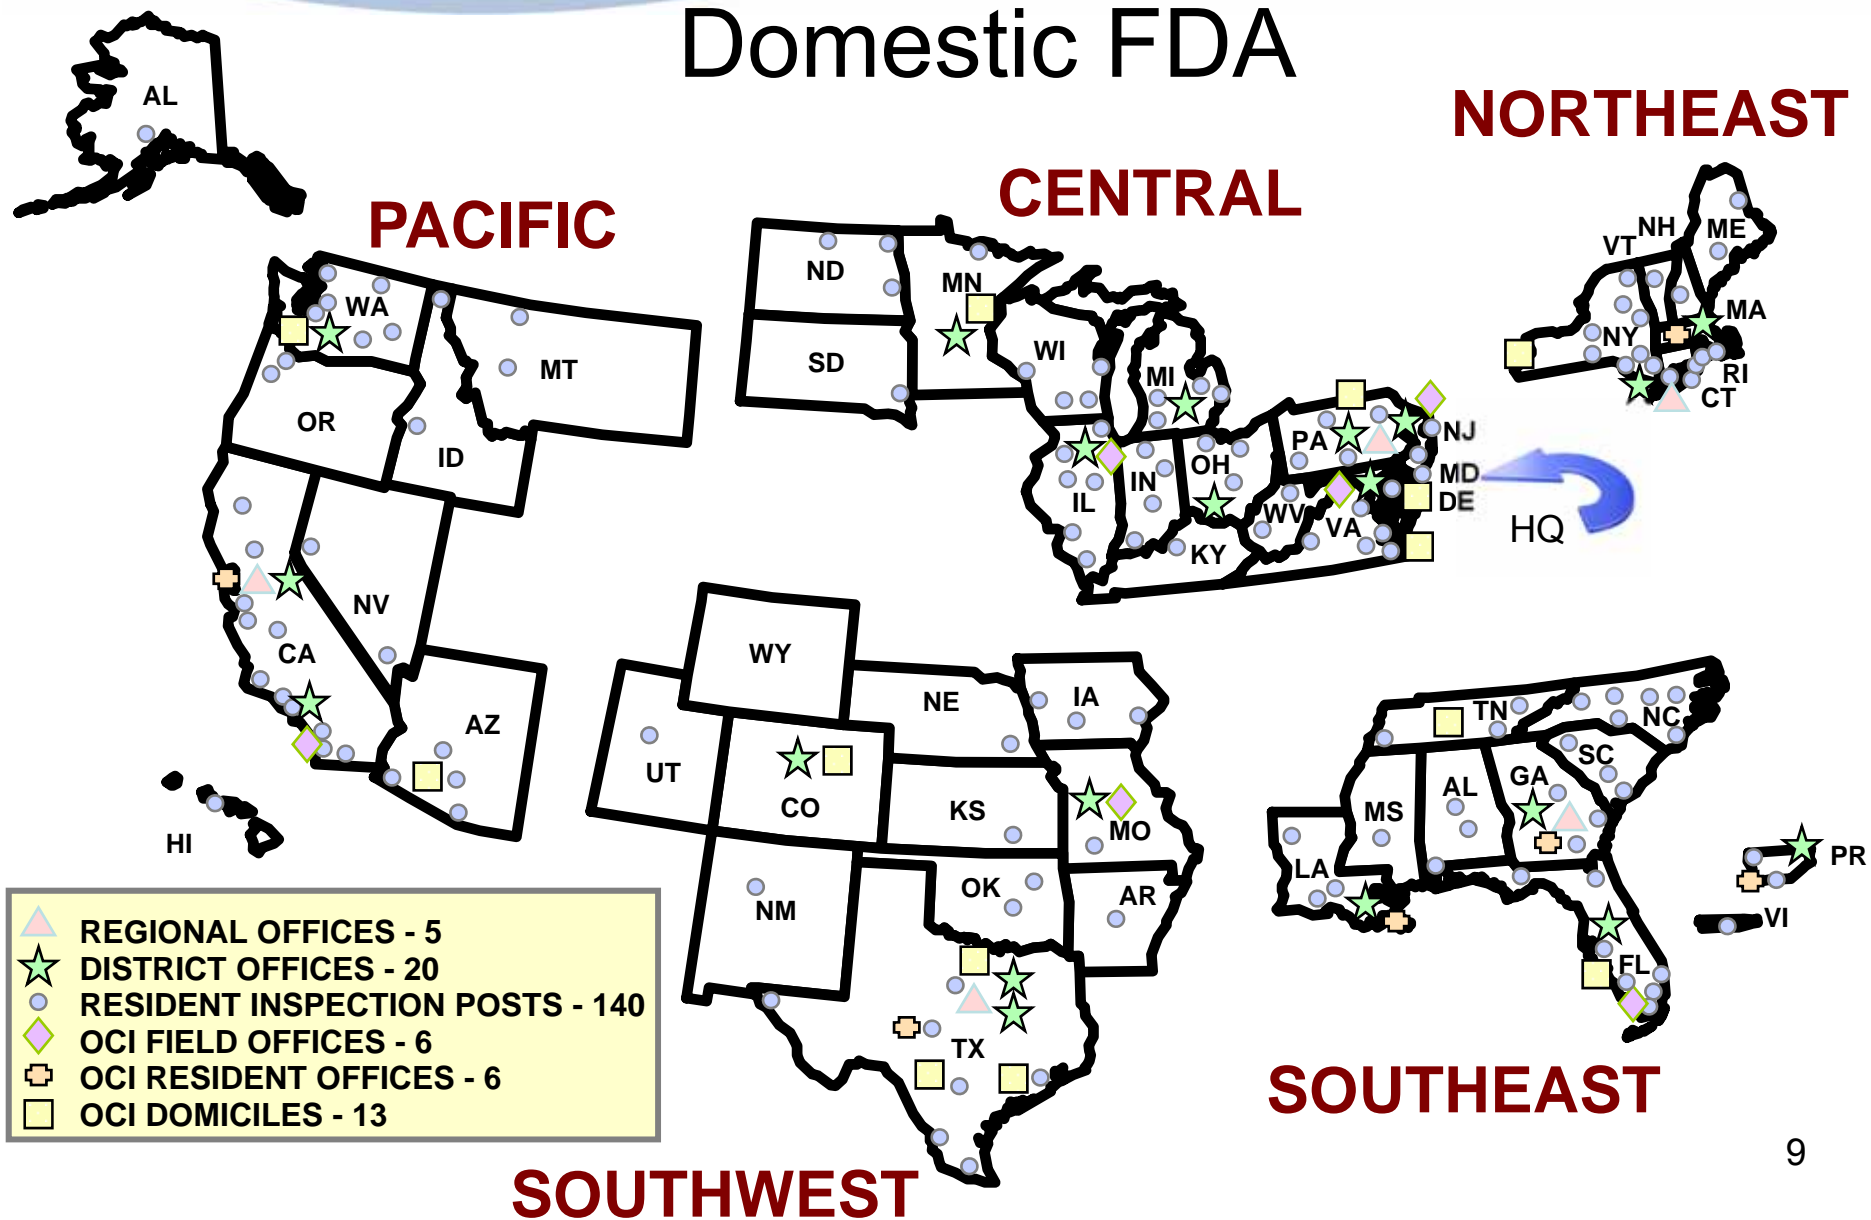 Domestic FDA
NORTHEAST
CENTRAL
PACIFIC
SOUTHWEST
SOUTHEAST
AL
WA
MT
OR
ID
NV
CA
AZ
HI
ND
MN
SD
WI
MI
IL
IN
OH
KY
WV
VA
PA
NJ
MD
DE
HQ
ME
NH
VT
MA
NY
RI
CT
WY
NE
IA
UT
CO
KS
MO
NM
OK
AR
TX
TN
NC
SC
GA
AL
MS
LA
FL
PR
VI
REGIONAL OFFICES - 5
DISTRICT OFFICES - 20
RESIDENT INSPECTION POSTS - 140
OCI FIELD OFFICES - 6
OCI RESIDENT OFFICES - 6
OCI DOMICILES - 13
9